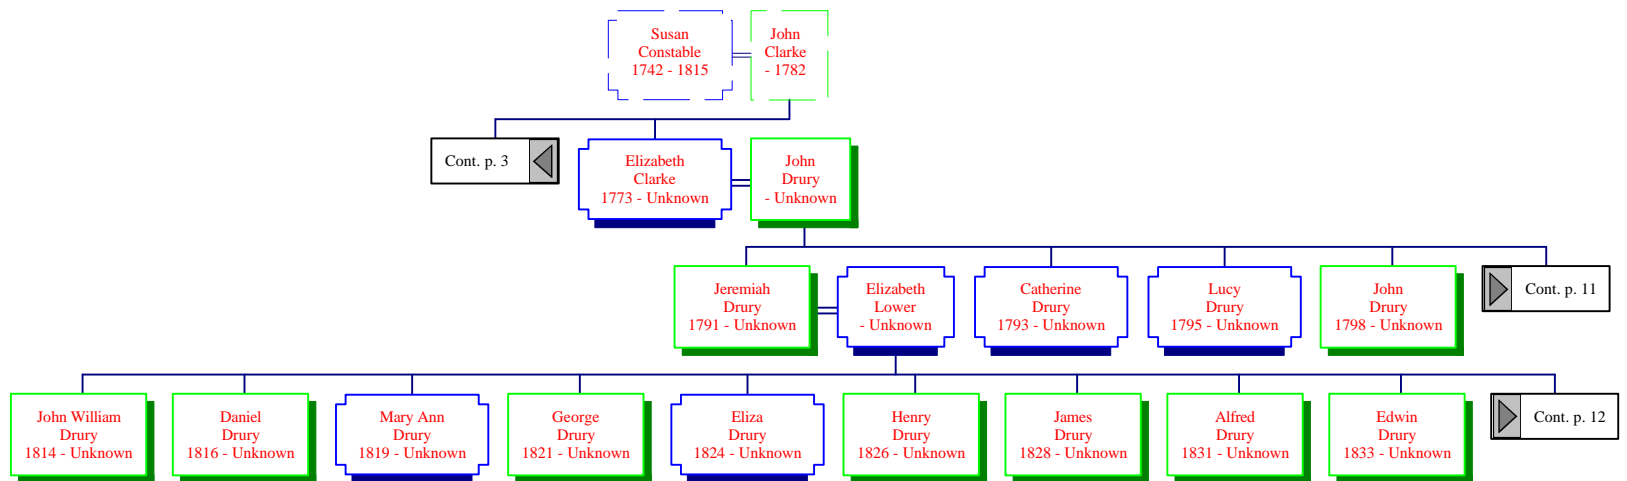 Susan
Constable
1742 - 1815
John
Clarke
- 1782
Cont. p. 3
Elizabeth
Clarke
1773 - Unknown
John
Drury
- Unknown
Jeremiah
Drury
1791 - Unknown
Elizabeth
Lower
- Unknown
Catherine
Drury
1793 - Unknown
Lucy
Drury
1795 - Unknown
John
Drury
1798 - Unknown
Cont. p. 11
John William
Drury
1814 - Unknown
Daniel
Drury
1816 - Unknown
Mary Ann
Drury
1819 - Unknown
George
Drury
1821 - Unknown
Eliza
Drury
1824 - Unknown
Henry
Drury
1826 - Unknown
James
Drury
1828 - Unknown
Alfred
Drury
1831 - Unknown
Edwin
Drury
1833 - Unknown
Cont. p. 12